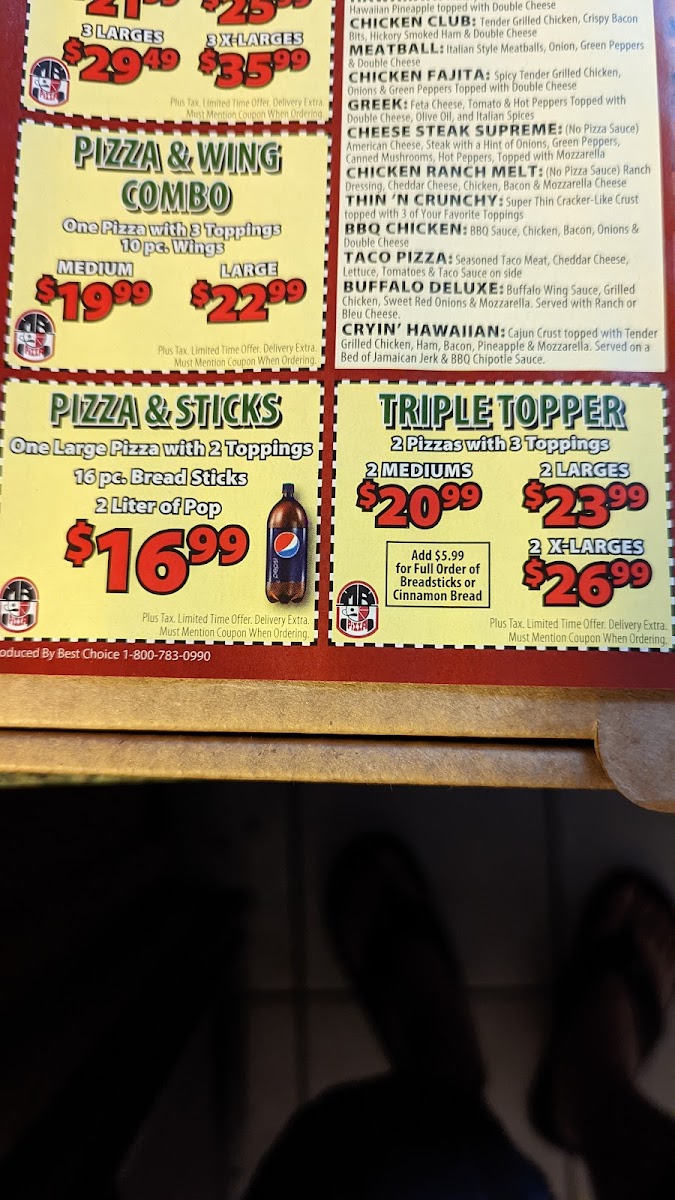 $21.99 $25.99
3 LARGES 3 X-LARGES
$29.49 $35.99
Plus Tax. Limited Time Offer. Delivery Extra.
Must Mention Coupon When Ordering.
PIZZA & WING
COMBO
One Pizza with 3 Toppings
10 pc. Wings
MEDIUM LARGE
$19.99 $22.99
Plus Tax. Limited Time Offer. Delivery Extra.
Must Mention Coupon When Ordering.
PIZZA & STICKS
One Large Pizza with 2 Toppings
16 pc. Bread Sticks
2 Liter of Pop
$16.99
pepsi
PIZZA
Plus Tax. Limited Time Offer. Delivery Extra.
Must Mention Coupon When Ordering.
Hawaiian Pineapple topped with Double Cheese
CHICKEN CLUB: Tender Grilled Chicken, Crispy Bacon
Bits, Hickory Smoked Ham & Double Cheese
MEATBALL: Italian Style Meatballs, Onion, Green Peppers
& Double Cheese
CHICKEN FAJITA: Spicy Tender Grilled Chicken,
Onions & Green Peppers Topped with Double Cheese
GREEK: Feta Cheese, Tomato & Hot Peppers Topped with
Double Cheese, Olive Oil, and Italian Spices
CHEESE STEAK SUPREME: (No Pizza Sauce)
American Cheese, Steak with a Hint of Onions, Green Peppers,
Canned Mushrooms, Hot Peppers, Topped with Mozzarella
CHICKEN RANCH MELT: (No Pizza Sauce) Ranch
Dressing, Cheddar Cheese, Chicken, Bacon & Mozzarella Cheese
THIN 'N CRUNCHY: Super Thin Cracker-Like Crust
topped with 3 of Your Favorite Toppings
BBQ CHICKEN: BBQ Sauce, Chicken, Bacon, Onions &
Double Cheese
TACO PIZZA: Seasoned Taco Meat, Cheddar Cheese,
Lettuce, Tomatoes & Taco Sauce on side
BUFFALO DELUXE: Buffalo Wing Sauce, Grilled
Chicken, Sweet Red Onions & Mozzarella. Served with Ranch or
Bleu Cheese.
CRYIN' HAWAIIAN: Cajun Crust topped with Tender
Grilled Chicken, Ham, Bacon, Pineapple & Mozzarella. Served on a
Bed of Jamaican Jerk & BBQ Chipotle Sauce.
TRIPLE TOPPER
2 Pizzas with 3 Toppings
2 MEDIUMS 2 LARGES
$20.99 $23.99
2 X-LARGES
$26.99
Add $5.99
for Full Order of
Breadsticks or
Cinnamon Bread
PIZZA
Plus Tax. Limited Time Offer. Delivery Extra.
Must Mention Coupon When Ordering.
oduced By Best Choice 1-800-783-0990